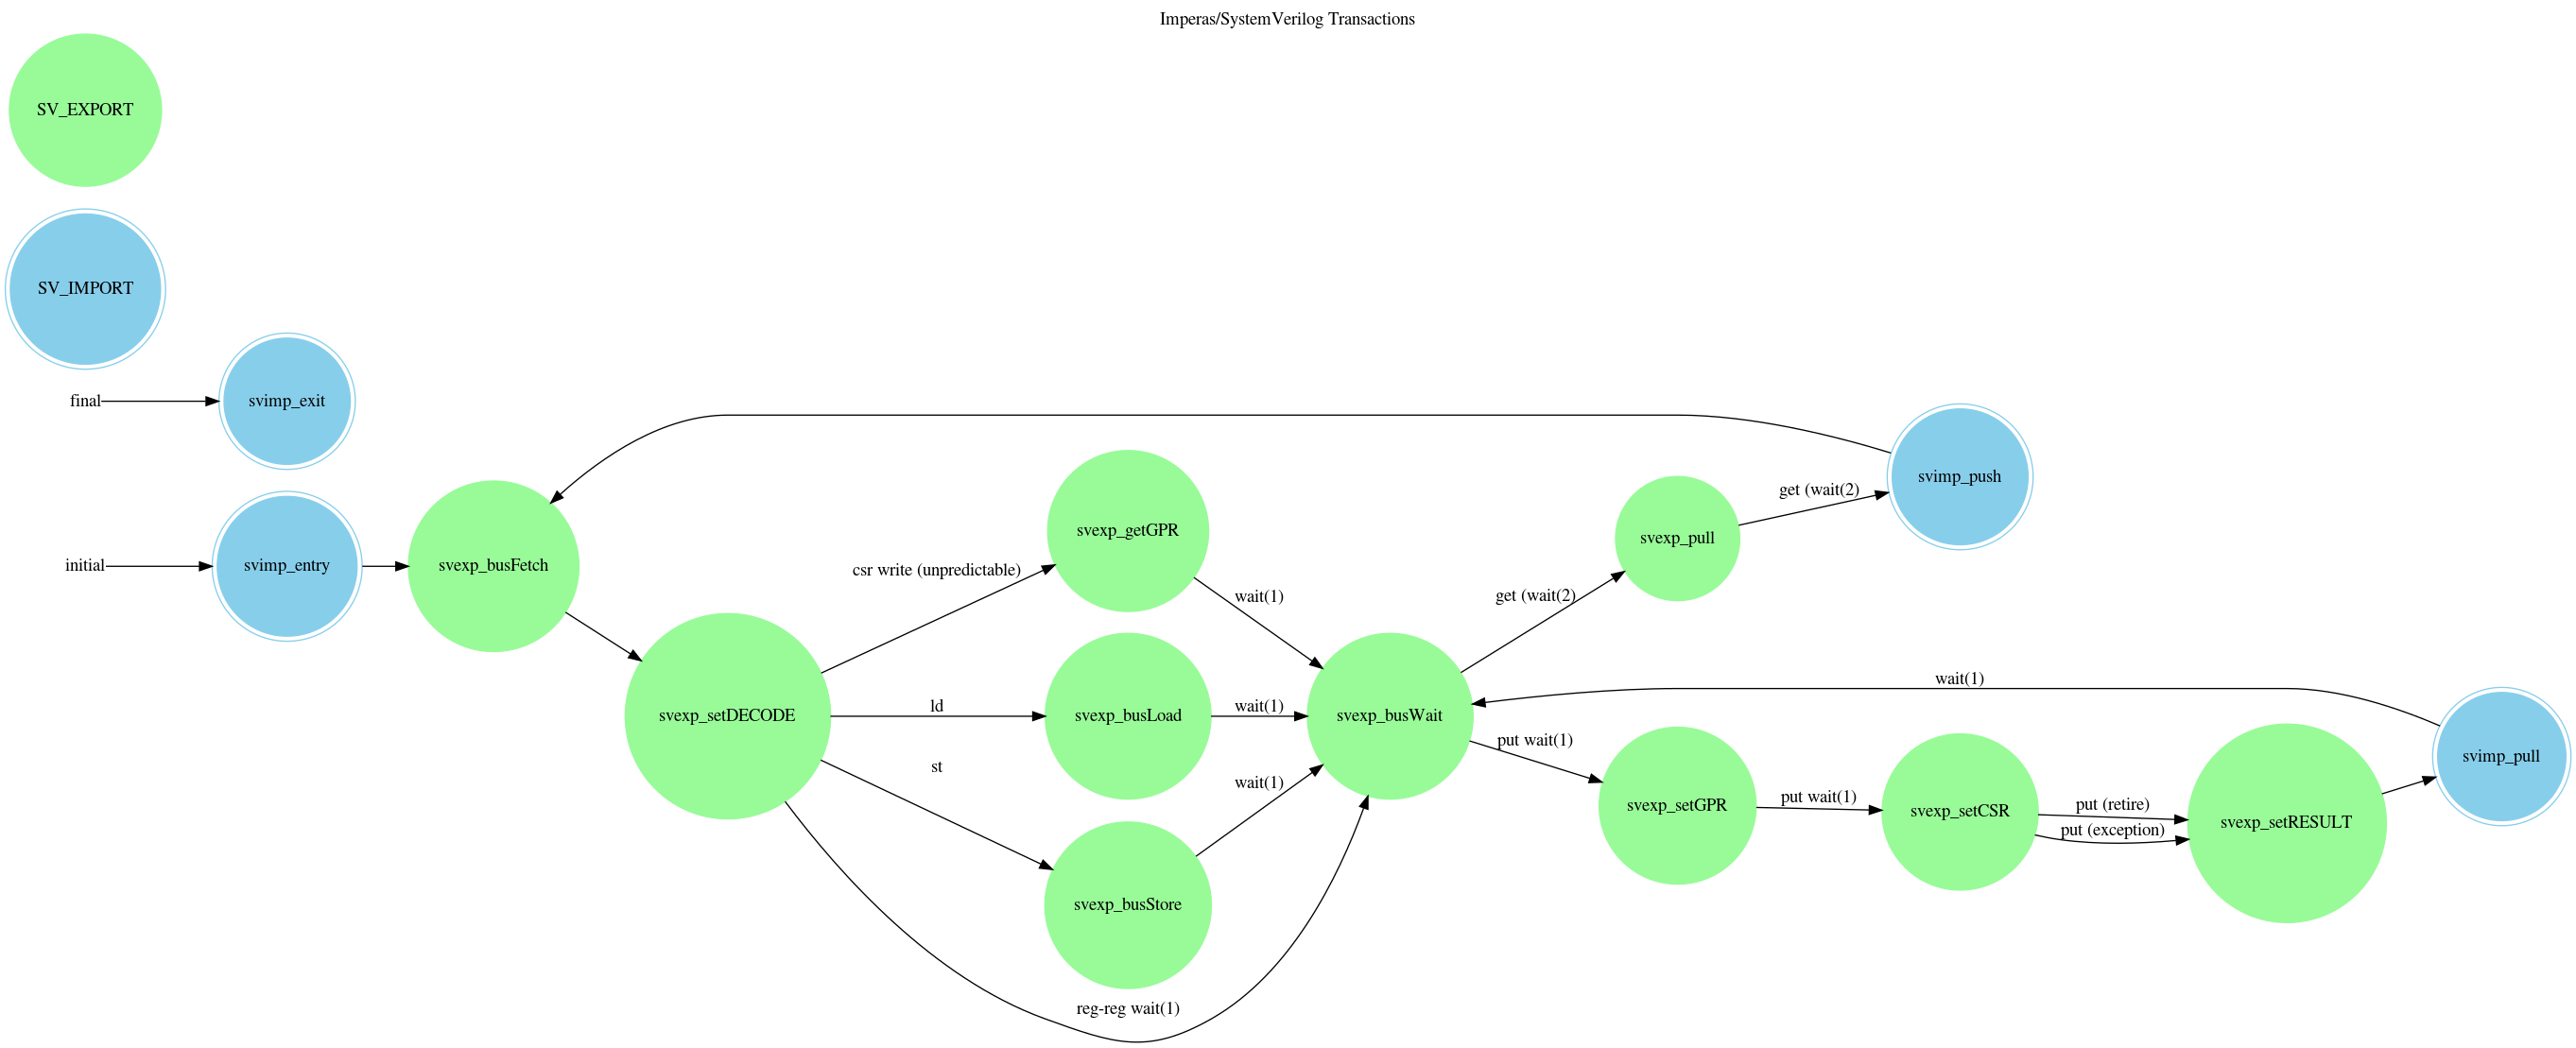 Imperas/SystemVerilog Transactions
SV_EXPORT
SV_IMPORT
final
svimp_exit
initial
svimp_entry
svexp_busFetch
svexp_setDECODE
csr write (unpredictable)
ld
st
reg-reg wait(1)
svexp_getGPR
svexp_busLoad
svexp_busStore
wait(1)
wait(1)
wait(1)
svexp_busWait
get (wait(2)
put wait(1)
svexp_pull
svexp_setGPR
get (wait(2)
put wait(1)
svimp_push
svexp_setCSR
wait(1)
put (retire)
put (exception)
svexp_setRESULT
svimp_pull